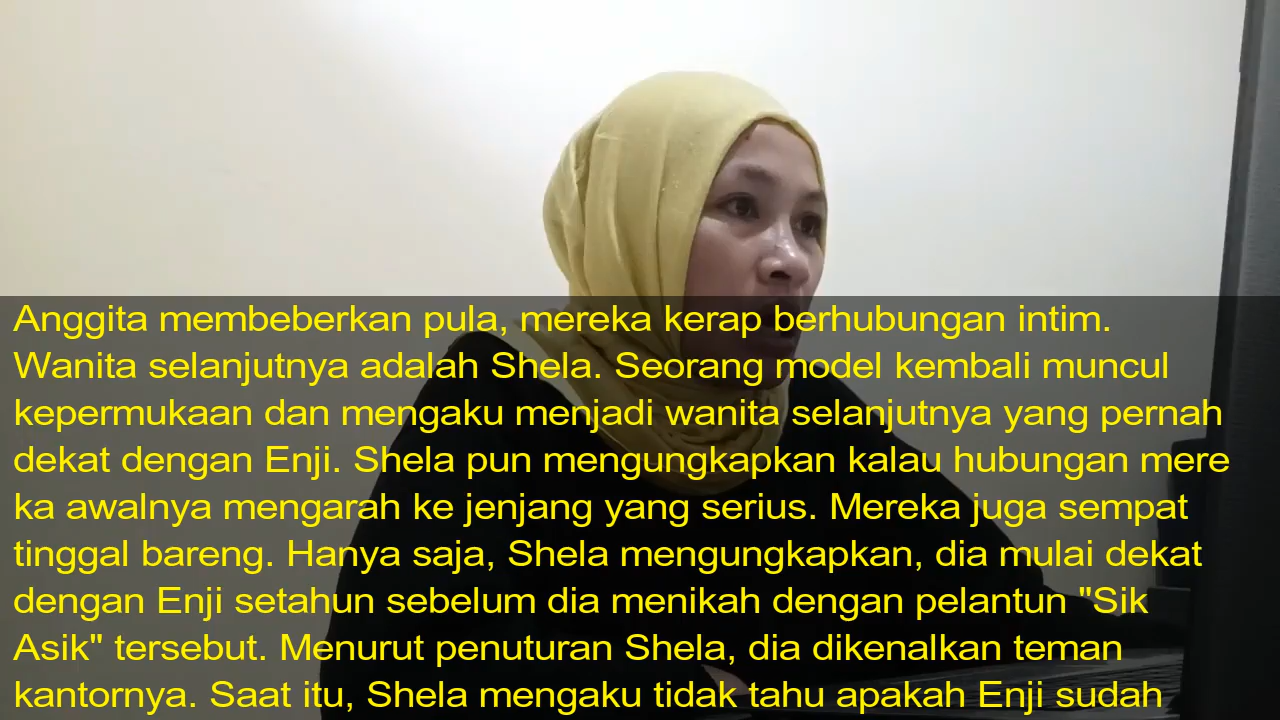 Anggita membeberkan pula, mereka kerap berhubungan intim.
Wanita selanjutnya adalah Shela. Seorang model kembali muncul
kepermukaan dan mengaku menjadi wanita selanjutnya yang pernah
dekat dengan Enji. Shela pun mengungkapkan kalau hubungan mere
ka awalnya mengarah ke jenjang yang serius. Mereka juga sempat
tinggal bareng. Hanya saja, Shela mengungkapkan, dia mulai dekat
dengan Enji setahun sebelum dia menikah dengan pelantun "Sik
Asik" tersebut. Menurut penuturan Shela, dia dikenalkan teman
kantornya. Saat itu, Shela mengaku tidak tahu apakah Enji sudah